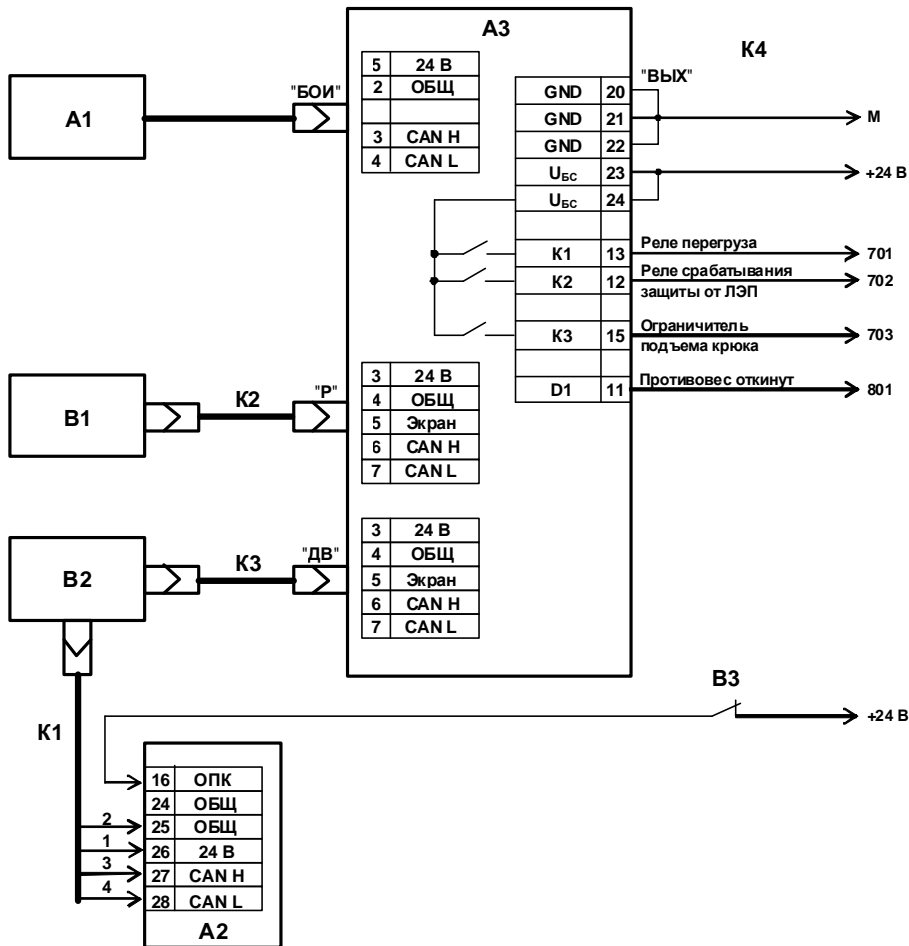 А3
К4
А1
"БОИ"
5 24 В
2 ОБЩ
3 CAN H
4 CAN L
"ВЫХ"
GND 20
GND 21
GND 22
UБС 23
UБС 24
К1 13
К2 12
К3 15
D1 11
М
+24 В
Реле перегруза
701
Реле срабатывания
защиты от ЛЭП
702
Ограничитель
подъема крюка
703
Противовес откинут
801
В1
К2
"Р"
3 24 В
4 ОБЩ
5 Экран
6 CAN H
7 CAN L
В2
К3
"ДВ"
3 24 В
4 ОБЩ
5 Экран
6 CAN H
7 CAN L
В3
+24 В
К1
2
1
3
4
16 ОПК
24 ОБЩ
25 ОБЩ
26 24 В
27 CAN H
28 CAN L
А2